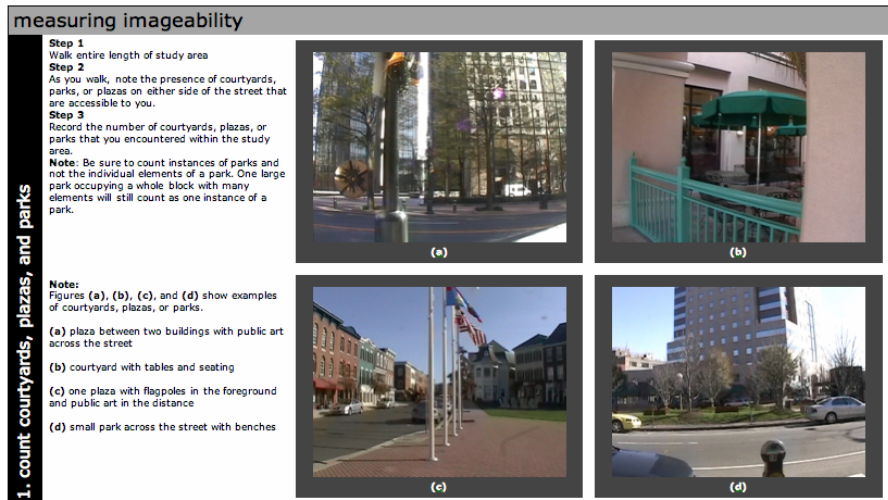 measuring imageability
1. count courtyards, plazas, and parks
Step 1
Walk entire length of study area
Step 2
As you walk, note the presence of courtyards,
parks, or plazas on either side of the street that
are accessible to you.
Step 3
Record the number of courtyards, plazas, or
parks that you encountered within the study
area.
Note: Be sure to count instances of parks and
not the individual elements of a park. One large
park occupying a whole block with many
elements will still count as one instance of a
park.
(a)
(b)
Note:
Figures (a), (b), (c), and (d) show examples
of courtyards, plazas, or parks.
(a) plaza between two buildings with public art
across the street
(b) courtyard with tables and seating
(c) one plaza with flagpoles in the foreground
and public art in the distance
(d) small park across the street with benches
(c)
(d)